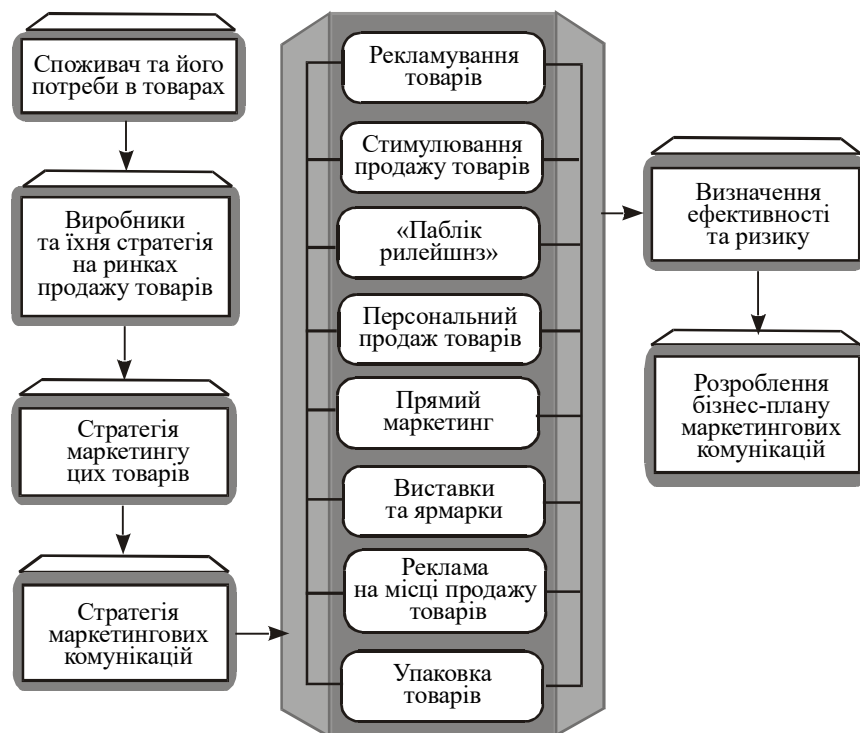 Споживач та його
потреби в товарах
Виробники
та їхня стратегія
на ринках
продажу товарів
Стратегія
маркетингу
цих товарів
Стратегія
маркетингових
комунікацій
Рекламування
товарів
Стимулювання
продажу товарів
«Паблік
рилейшнз»
Персональний
продаж товарів
Прямий
маркетинг
Виставки
та ярмарки
Реклама
на місці продажу
товарів
Упаковка
товарів
Визначення
ефективності
та ризику
Розроблення
бізнес-плану
маркетингових
комунікацій